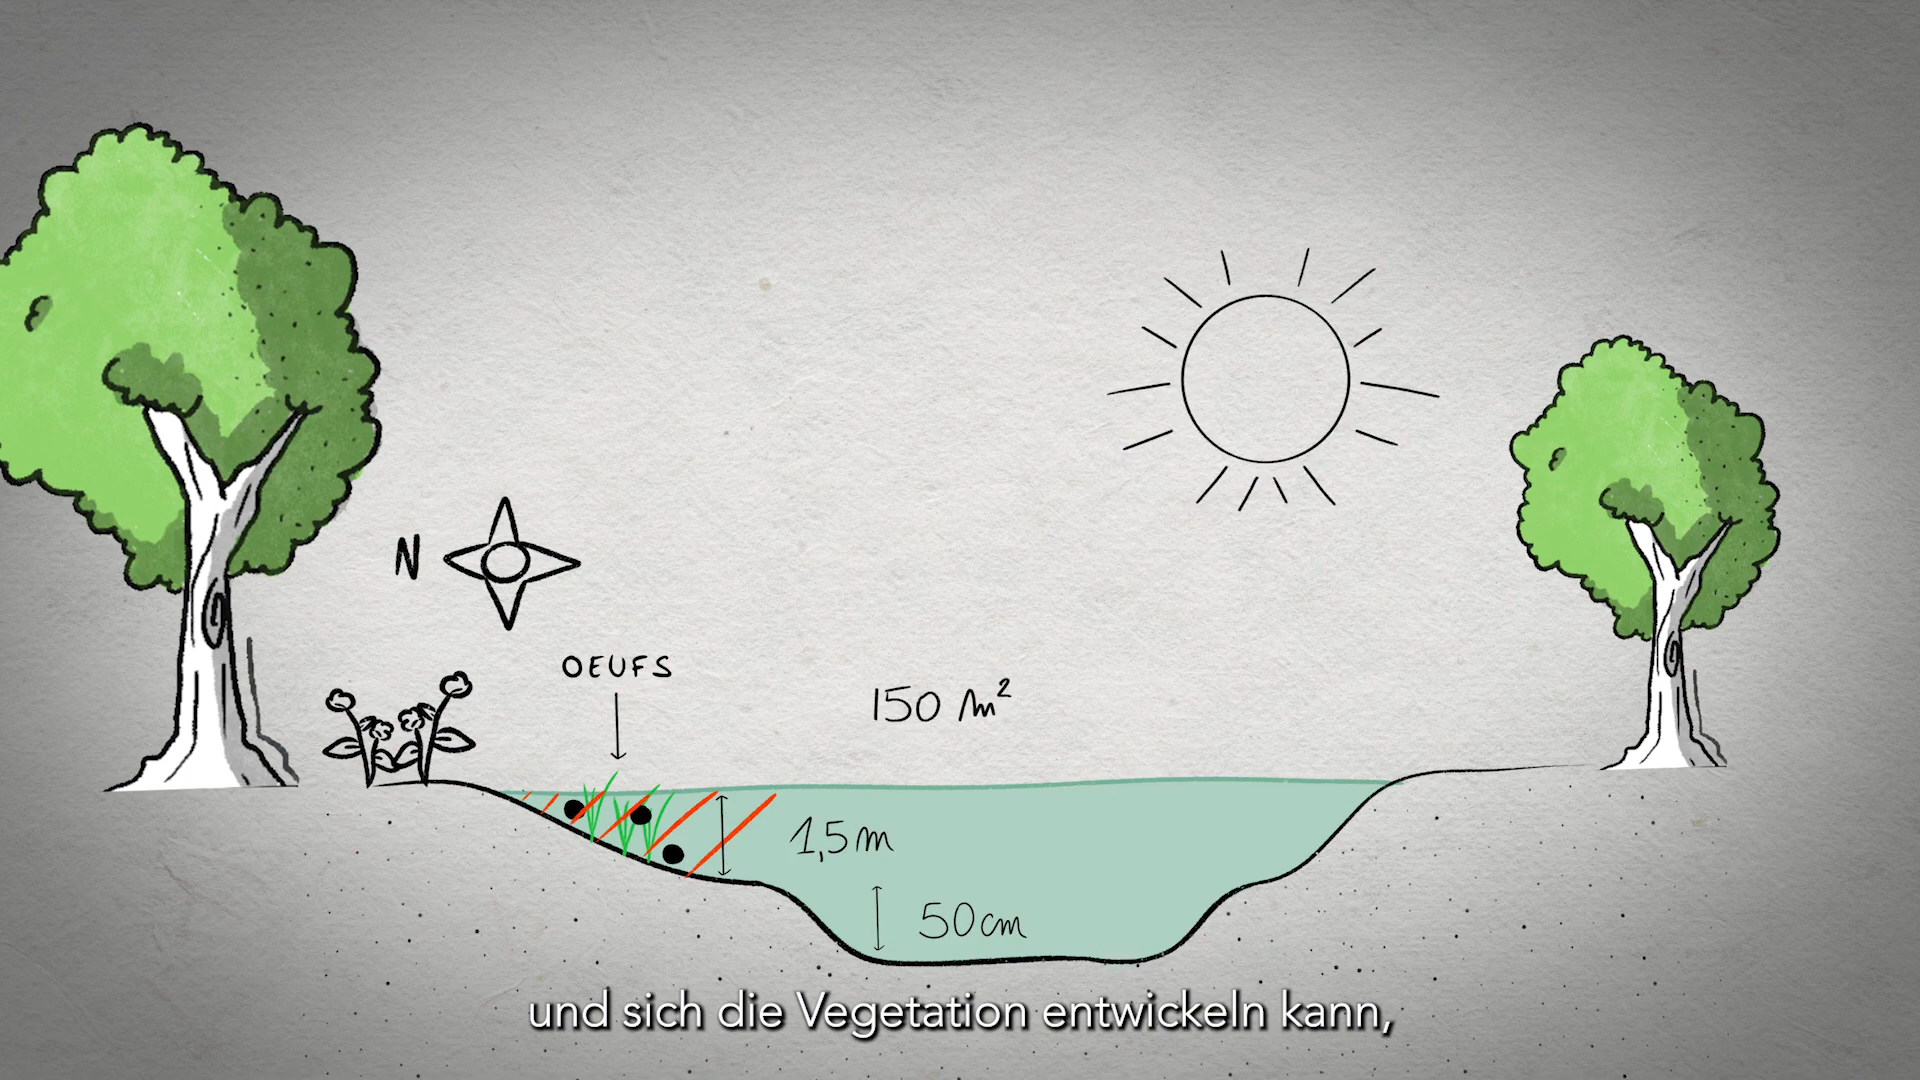 N
OEUFS
150 m²
1,5m
50cm
und sich die Vegetation entwickeln kann,